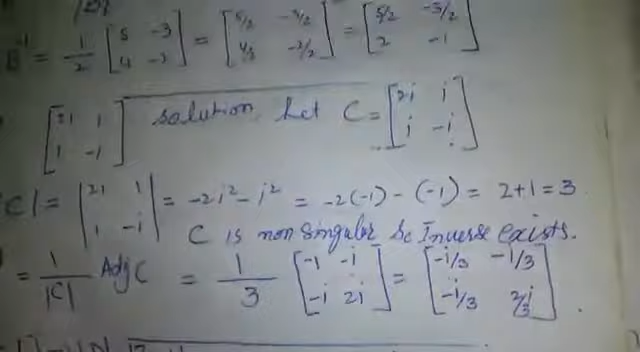 B⁻¹ = 1/2 [5 -3; 4 -2] = [5/2 -3/2; 4/2 -2/2] = [5/2 -3/2; 2 -1]
[2i i; i -i] solution Let C = [2i i; i -i]
|C| = |2i i; i -i| = -2i² - i² = -2(-1) - (-1) = 2+1 = 3
C is non singular so Inverse exists.
= 1/|C| Adj C = 1/3 [-i -i; -i 2i] = [-i/3 -i/3; -i/3 2/3 i]